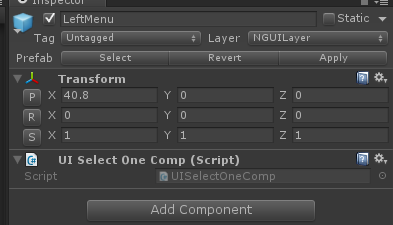 Inspector
LeftMenu Static
Tag Untagged Layer NGUILayer
Prefab Select Revert Apply
Transform
P X 40.8 Y 0 Z 0
R X 0 Y 0 Z 0
S X 1 Y 1 Z 1
UI Select One Comp (Script)
Script UISelectOneComp
Add Component